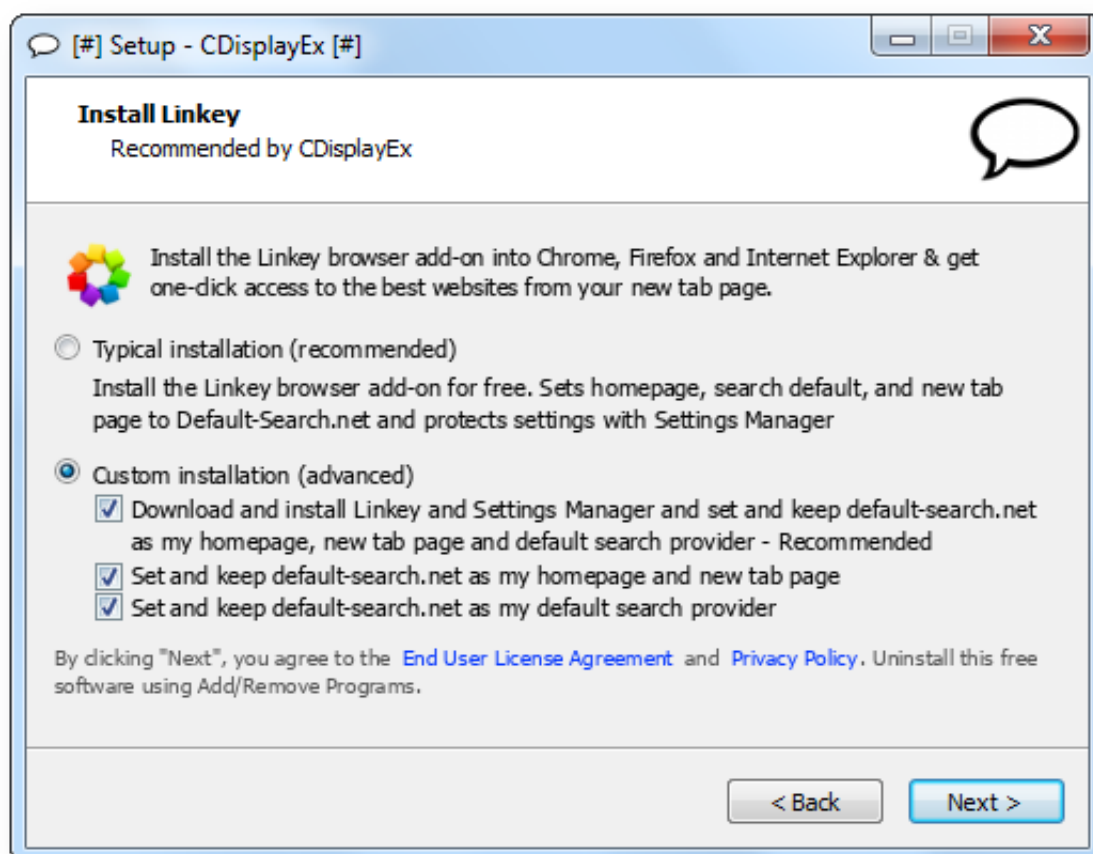 [#] Setup - CDisplayEx [#]
Install Linkey
Recommended by CDisplayEx
Install the Linkey browser add-on into Chrome, Firefox and Internet Explorer & get
one-click access to the best websites from your new tab page.
Typical installation (recommended)
Install the Linkey browser add-on for free. Sets homepage, search default, and new tab
page to Default-Search.net and protects settings with Settings Manager
Custom installation (advanced)
Download and install Linkey and Settings Manager and set and keep default-search.net
as my homepage, new tab page and default search provider - Recommended
Set and keep default-search.net as my homepage and new tab page
Set and keep default-search.net as my default search provider
By clicking "Next", you agree to the End User License Agreement and Privacy Policy. Uninstall this free
software using Add/Remove Programs.
< Back Next >